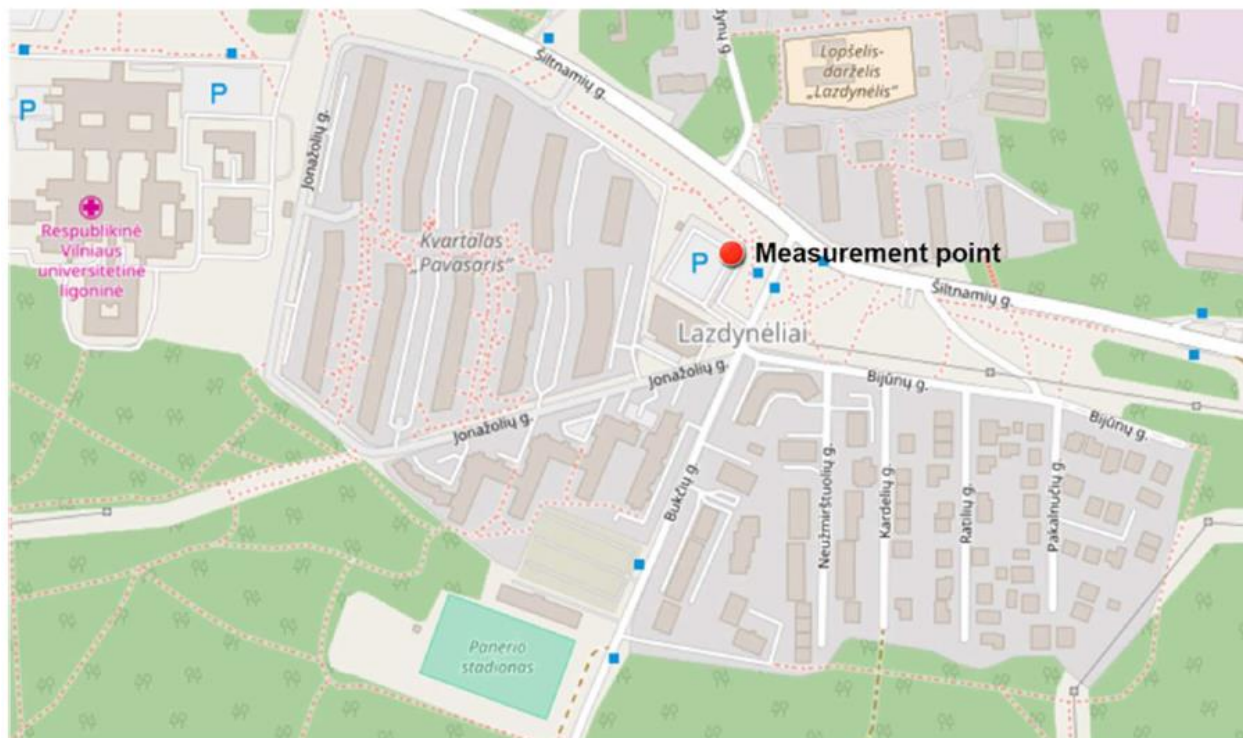 Šiltnamių g.
dynų g
Lopšelis-
darželis
„Lazdynėlis“
P
P
Jonažolių g.
Respublikinė
Vilniaus
universitetinė
ligoninė
Kvartalas
„Pavasaris“
P
Measurement point
Šiltnamių g.
Lazdynėliai
Jonažolių g.
Bijūnų g.
Jonažolių g.
Bijūnų g.
Bukčių g.
Neužmirštuolių g.
Kardelių g.
Ratilių g.
Pakalnučių g.
Panerio
stadionas